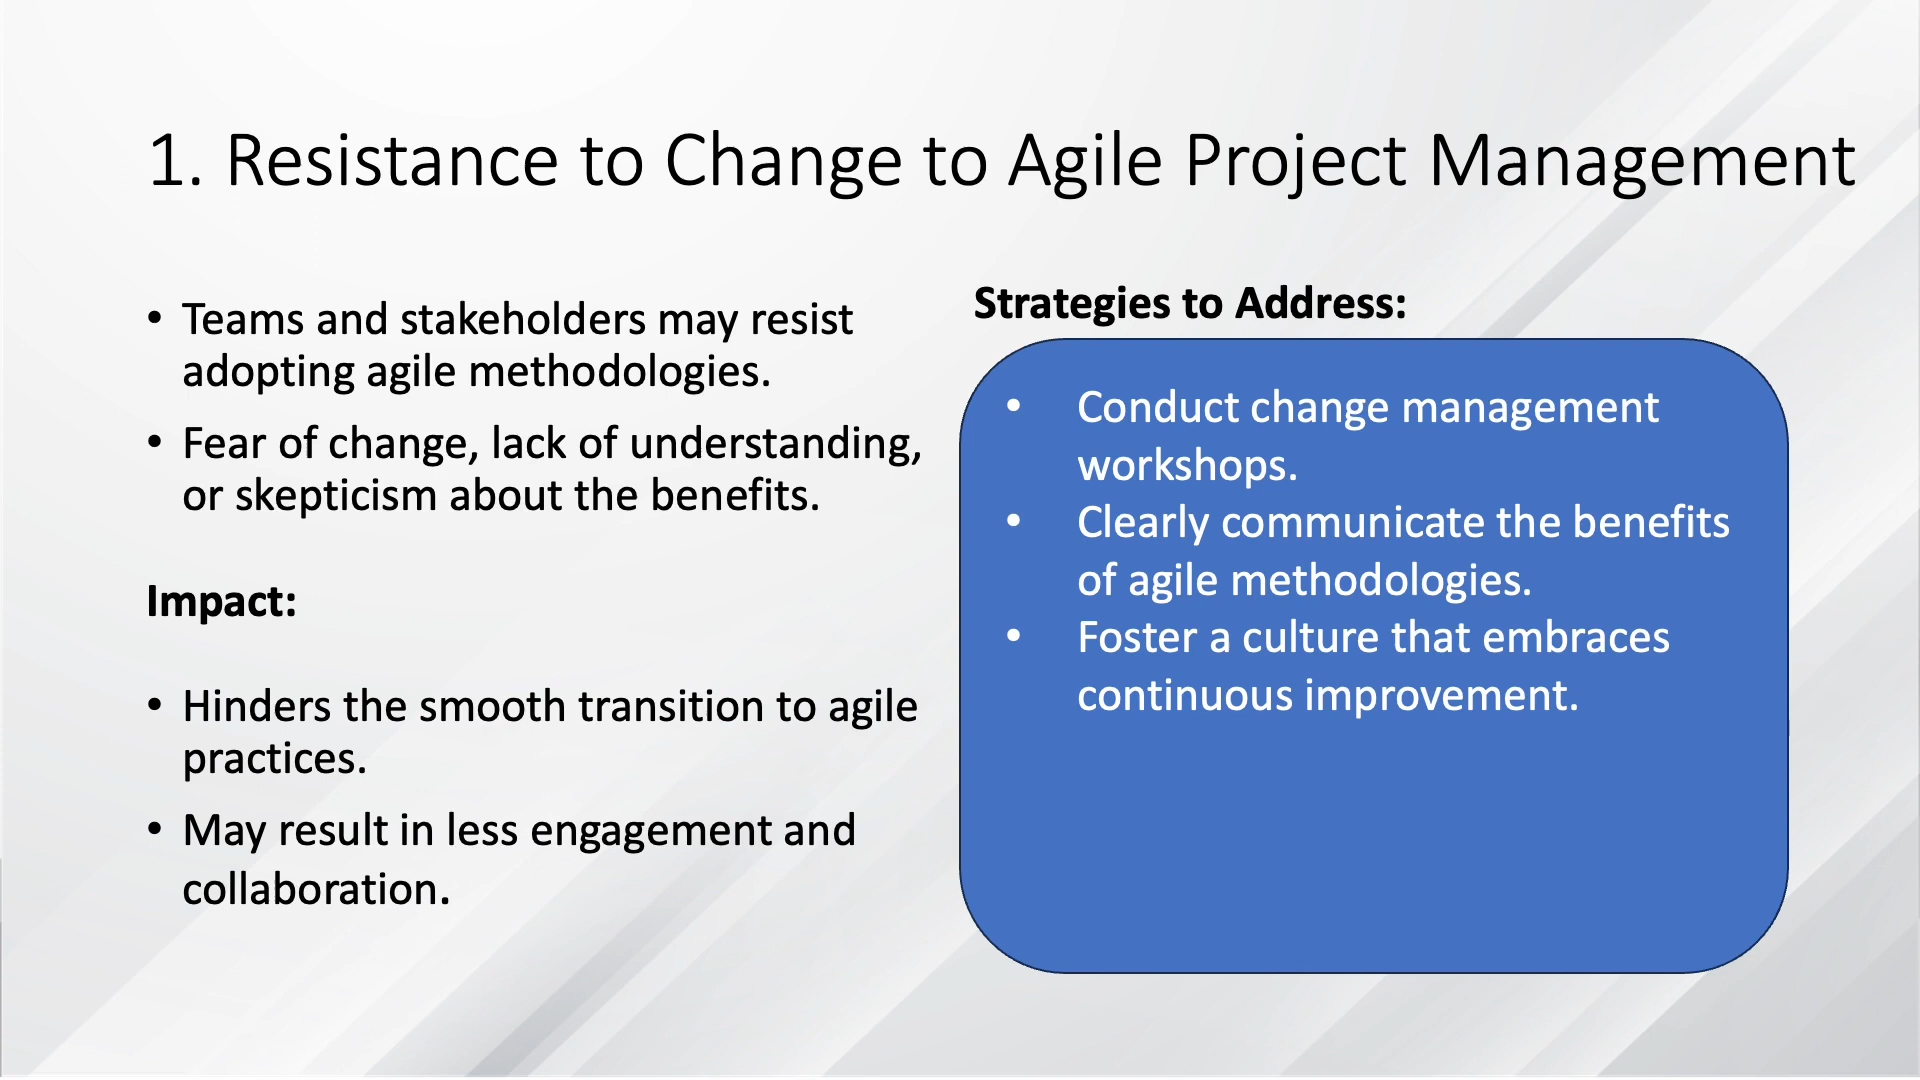 1. Resistance to Change to Agile Project Management
• Teams and stakeholders may resist
adopting agile methodologies.
• Fear of change, lack of understanding,
or skepticism about the benefits.
Impact:
• Hinders the smooth transition to agile
practices.
• May result in less engagement and
collaboration.
Strategies to Address:
• Conduct change management
workshops.
• Clearly communicate the benefits
of agile methodologies.
• Foster a culture that embraces
continuous improvement.